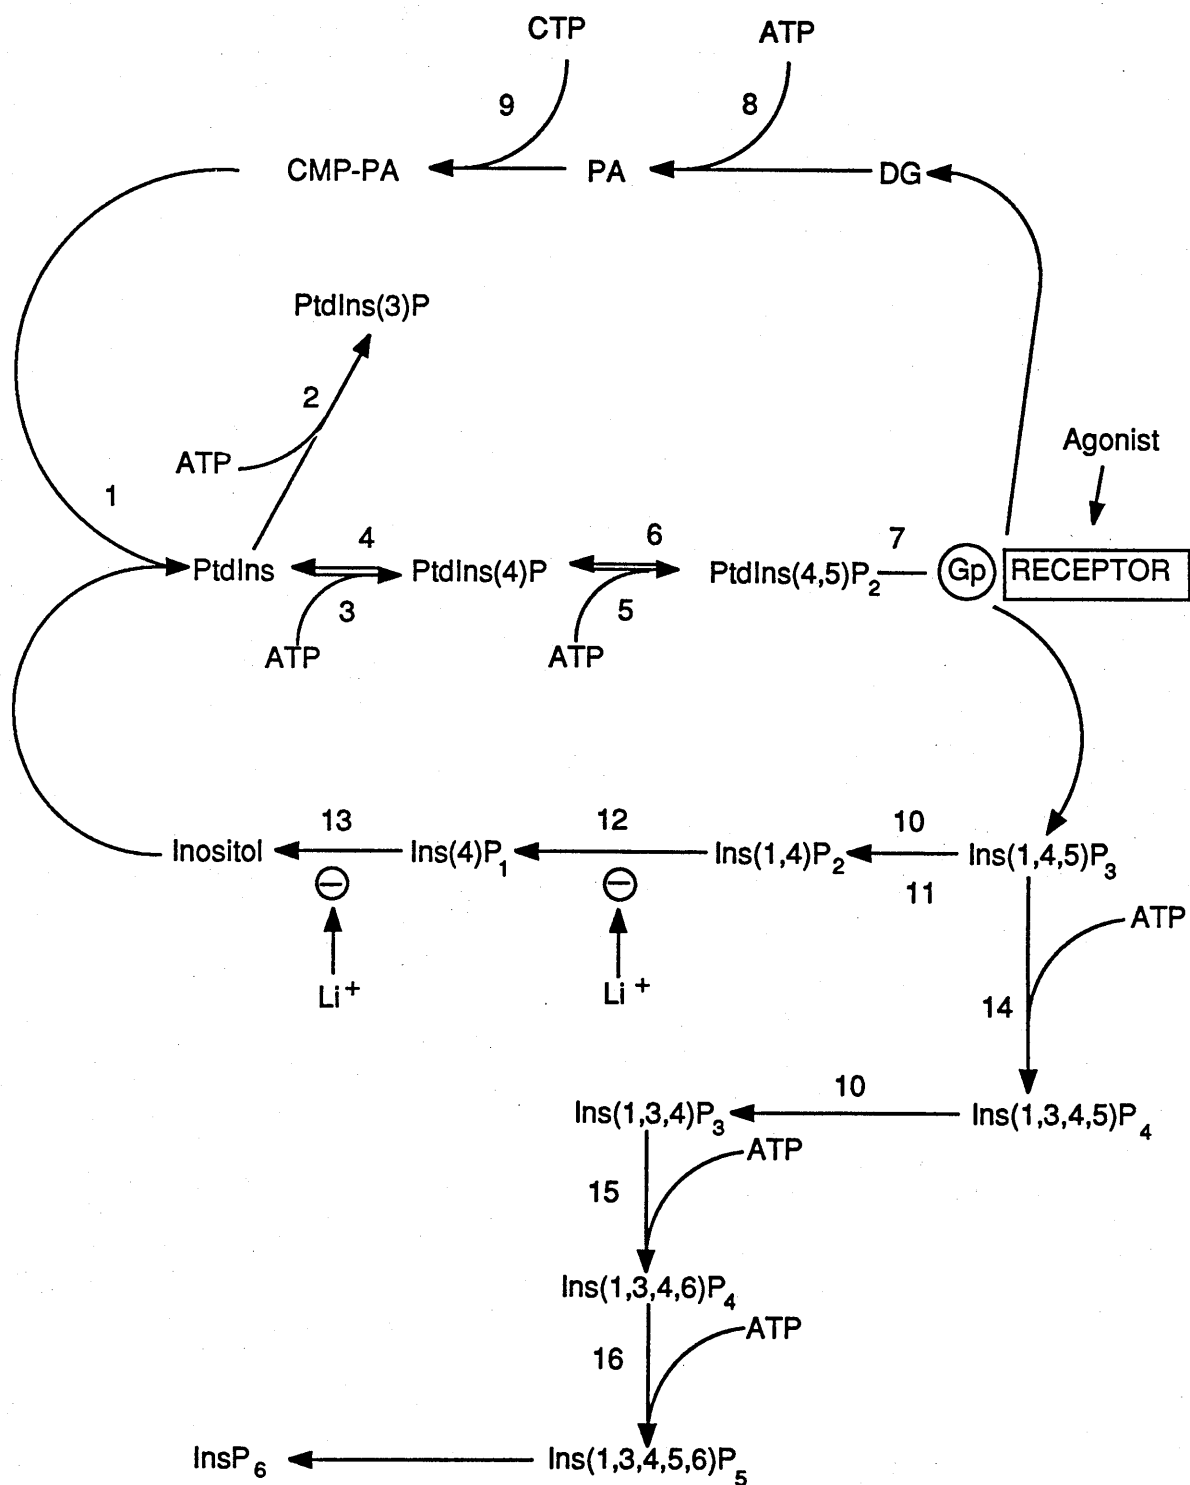 CTP
ATP
9
8
CMP-PA
PA
DG
PtdIns(3)P
2
Agonist
ATP
1
4
6
7
PtdIns
PtdIns(4)P
PtdIns(4,5)P2
Gp
RECEPTOR
3
5
ATP
ATP
13
12
10
Inositol
Ins(4)P1
Ins(1,4)P2
Ins(1,4,5)P3
−
−
11
ATP
Li+
Li+
14
10
Ins(1,3,4)P3
Ins(1,3,4,5)P4
ATP
15
Ins(1,3,4,6)P4
ATP
16
InsP6
Ins(1,3,4,5,6)P5